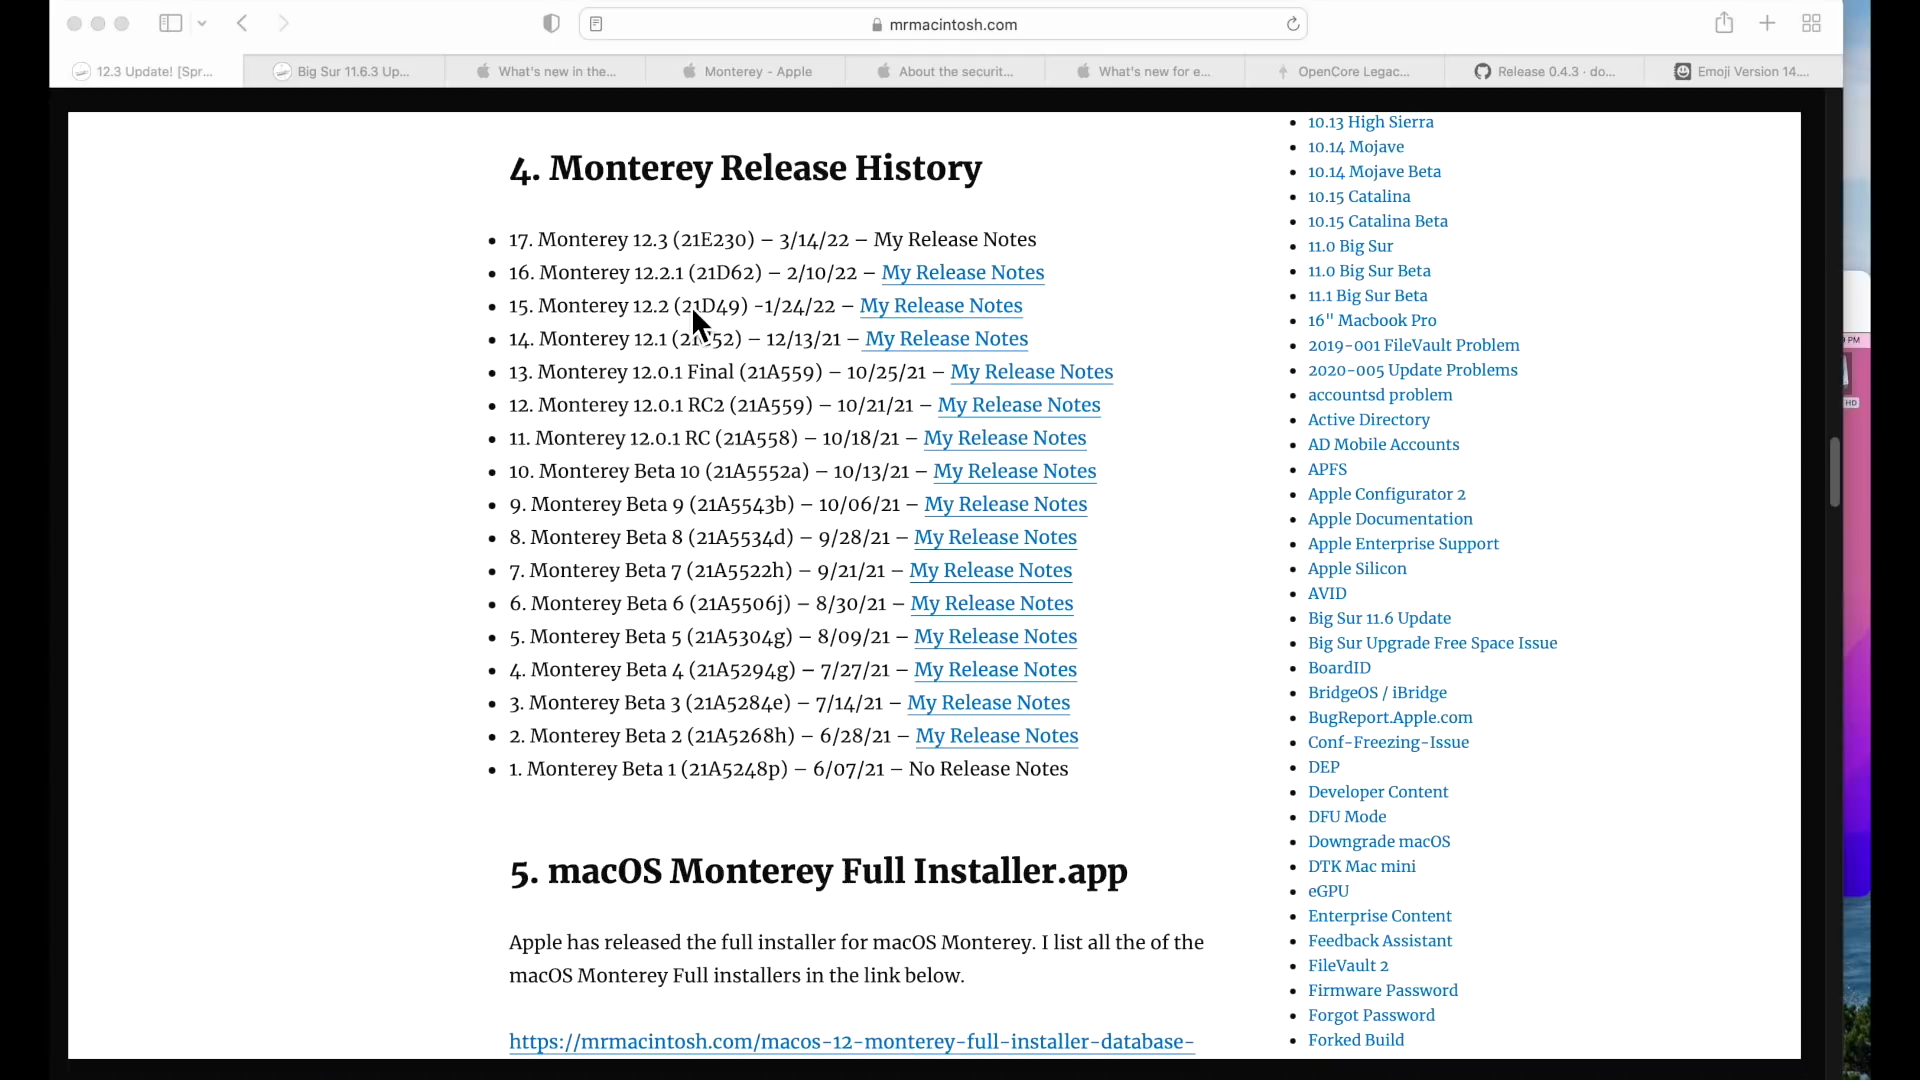 mrmacintosh.com
12.3 Update! [Spr...
Big Sur 11.6.3 Up...
What's new in the...
Monterey - Apple
About the securit...
What's new for e...
OpenCore Legac...
Release 0.4.3 · do...
Emoji Version 14....
4. Monterey Release History
17. Monterey 12.3 (21E230) – 3/14/22 – My Release Notes
16. Monterey 12.2.1 (21D62) – 2/10/22 – My Release Notes
15. Monterey 12.2 (21D49) -1/24/22 – My Release Notes
14. Monterey 12.1 – 12/13/21 – My Release Notes
13. Monterey 12.0.1 Final (21A559) – 10/25/21 – My Release Notes
12. Monterey 12.0.1 RC2 (21A559) – 10/21/21 – My Release Notes
11. Monterey 12.0.1 RC (21A558) – 10/18/21 – My Release Notes
10. Monterey Beta 10 (21A5552a) – 10/13/21 – My Release Notes
9. Monterey Beta 9 (21A5543b) – 10/06/21 – My Release Notes
8. Monterey Beta 8 (21A5534d) – 9/28/21 – My Release Notes
7. Monterey Beta 7 (21A5522h) – 9/21/21 – My Release Notes
6. Monterey Beta 6 (21A5506j) – 8/30/21 – My Release Notes
5. Monterey Beta 5 (21A5304g) – 8/09/21 – My Release Notes
4. Monterey Beta 4 (21A5294g) – 7/27/21 – My Release Notes
3. Monterey Beta 3 (21A5284e) – 7/14/21 – My Release Notes
2. Monterey Beta 2 (21A5268h) – 6/28/21 – My Release Notes
1. Monterey Beta 1 (21A5248p) – 6/07/21 – No Release Notes
5. macOS Monterey Full Installer.app
Apple has released the full installer for macOS Monterey. I list all the of the
macOS Monterey Full installers in the link below.
https://mrmacintosh.com/macos-12-monterey-full-installer-database-
10.13 High Sierra
10.14 Mojave
10.14 Mojave Beta
10.15 Catalina
10.15 Catalina Beta
11.0 Big Sur
11.0 Big Sur Beta
11.1 Big Sur Beta
16" Macbook Pro
2019-001 FileVault Problem
2020-005 Update Problems
accountsd problem
Active Directory
AD Mobile Accounts
APFS
Apple Configurator 2
Apple Documentation
Apple Enterprise Support
Apple Silicon
AVID
Big Sur 11.6 Update
Big Sur Upgrade Free Space Issue
BoardID
BridgeOS / iBridge
BugReport.Apple.com
Conf-Freezing-Issue
DEP
Developer Content
DFU Mode
Downgrade macOS
DTK Mac mini
eGPU
Enterprise Content
Feedback Assistant
FileVault 2
Firmware Password
Forgot Password
Forked Build
PM
HD